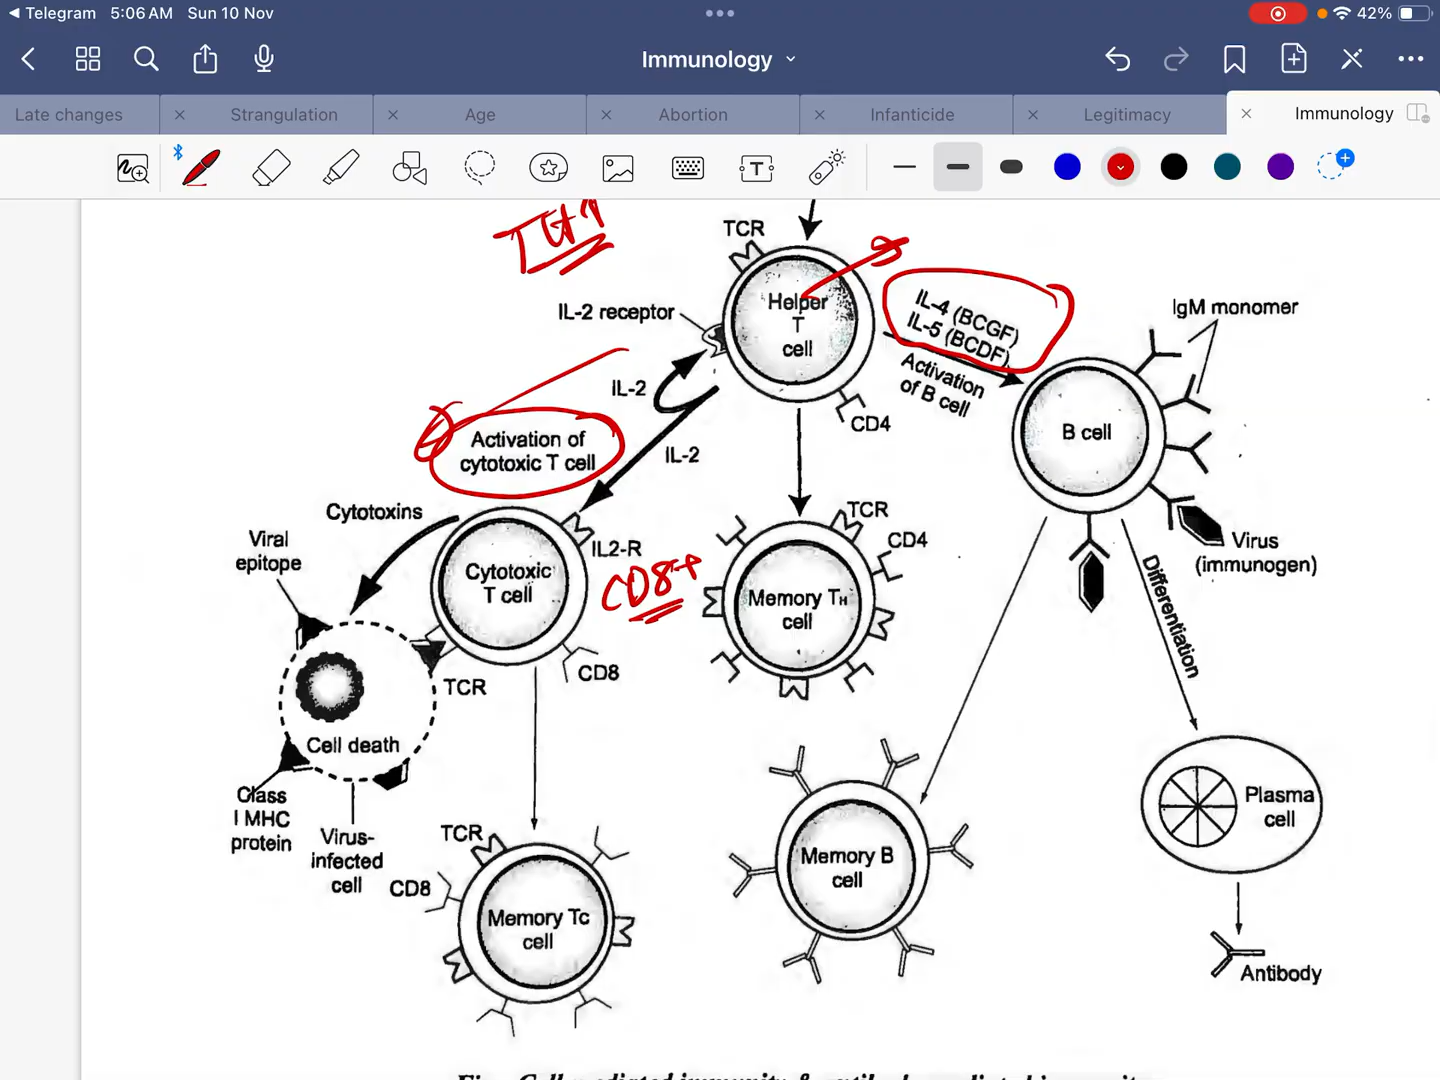 Telegram 5:06 AM Sun 10 Nov
42%
Immunology
Late changes
Strangulation
Age
Abortion
Infanticide
Legitimacy
Immunology
T
TCR
Helper
T
cell
IL-2 receptor
IL-4 (BCGF)
IL-5 (BCDF)
Activation
of B cell
IgM monomer
IL-2
CD4
B cell
Activation of
cytotoxic T cell
IL-2
Cytotoxins
TCR
CD4
Viral
epitope
Cytotoxic
T cell
IL2-R
CD8+
Memory TH
cell
Virus
(immunogen)
Differentiation
CD8
TCR
Cell death
Class
I MHC
protein
Virus-
infected
cell
Plasma
cell
TCR
CD8
Memory Tc
cell
Memory B
cell
Antibody